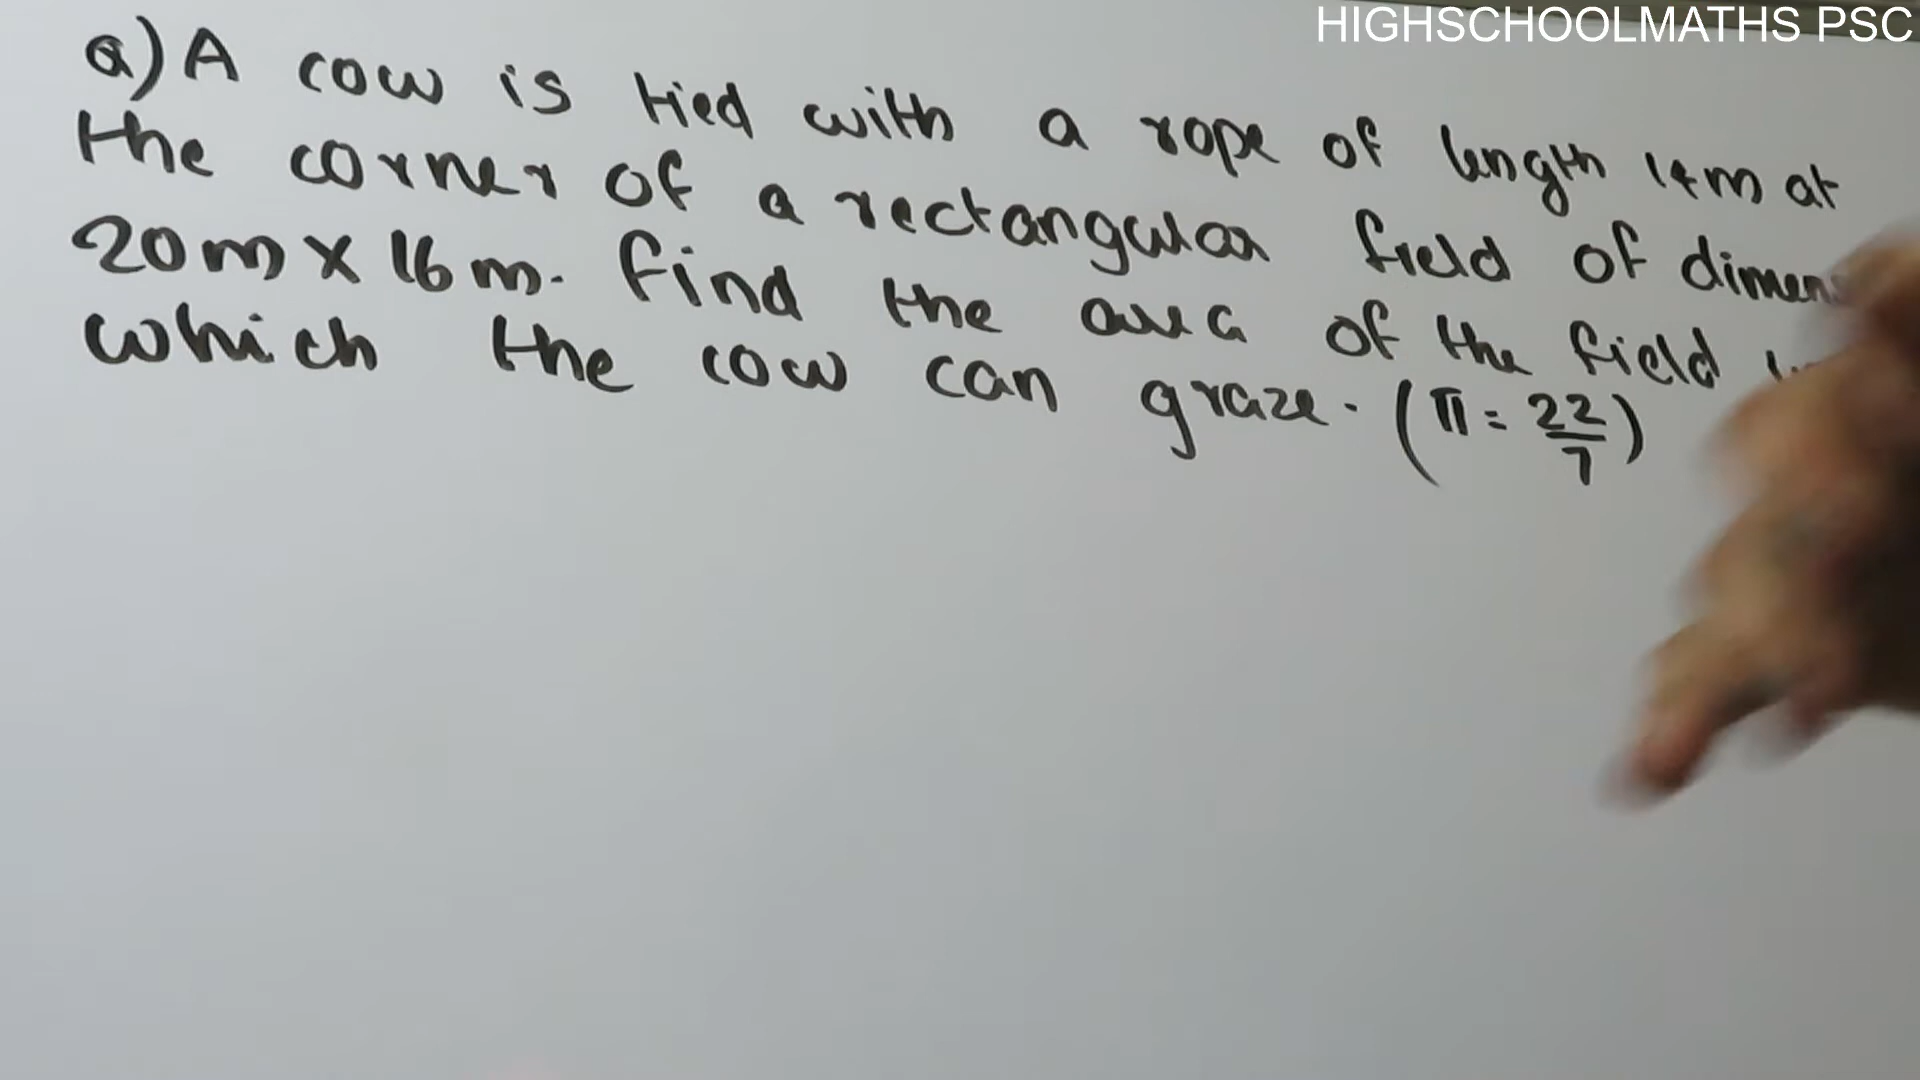 HIGHSCHOOLMATHS PSC
a) A cow is tied with a rope of length 14m at
the corner of a rectangular field of
20m x 16m. find the area of the field
which the cow can graze. (π = 22/7)